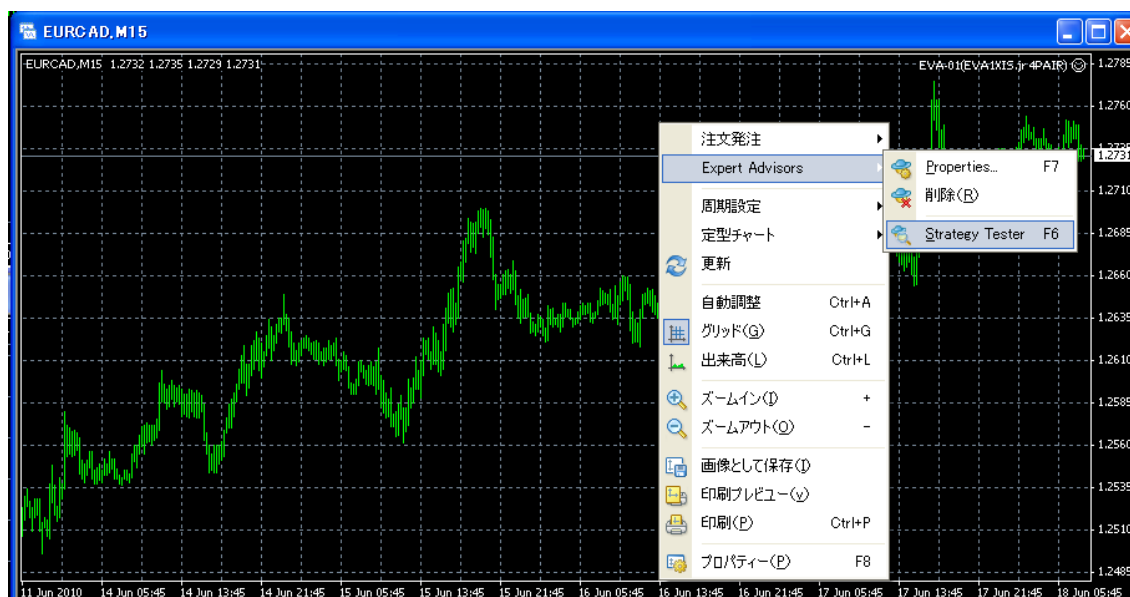 EURCAD,M15
EURCAD,M15 1.2732 1.2735 1.2729 1.2731
EVA-01(EVA1XIS.jr 4PAIR)
1.2785
1.2760
1.2735
1.2731
1.2710
1.2685
1.2660
1.2635
1.2610
1.2585
1.2560
1.2535
1.2510
1.2485
注文発注
Expert Advisors
周期設定
定型チャート
更新
自動調整 Ctrl+A
グリッド(G) Ctrl+G
出来高(L) Ctrl+L
ズームイン(I) +
ズームアウト(O) -
画像として保存(I)
印刷プレビュー(v)
印刷(P) Ctrl+P
プロパティー(P) F8
Properties... F7
削除(R)
Strategy Tester F6
11 Jun 2010 14 Jun 05:45 14 Jun 13:45 14 Jun 21:45 15 Jun 05:45 15 Jun 13:45 15 Jun 21:45 16 Jun 05:45 16 Jun 13:45 16 Jun 21:45 17 Jun 05:45 17 Jun 13:45 17 Jun 21:45 18 Jun 05:45